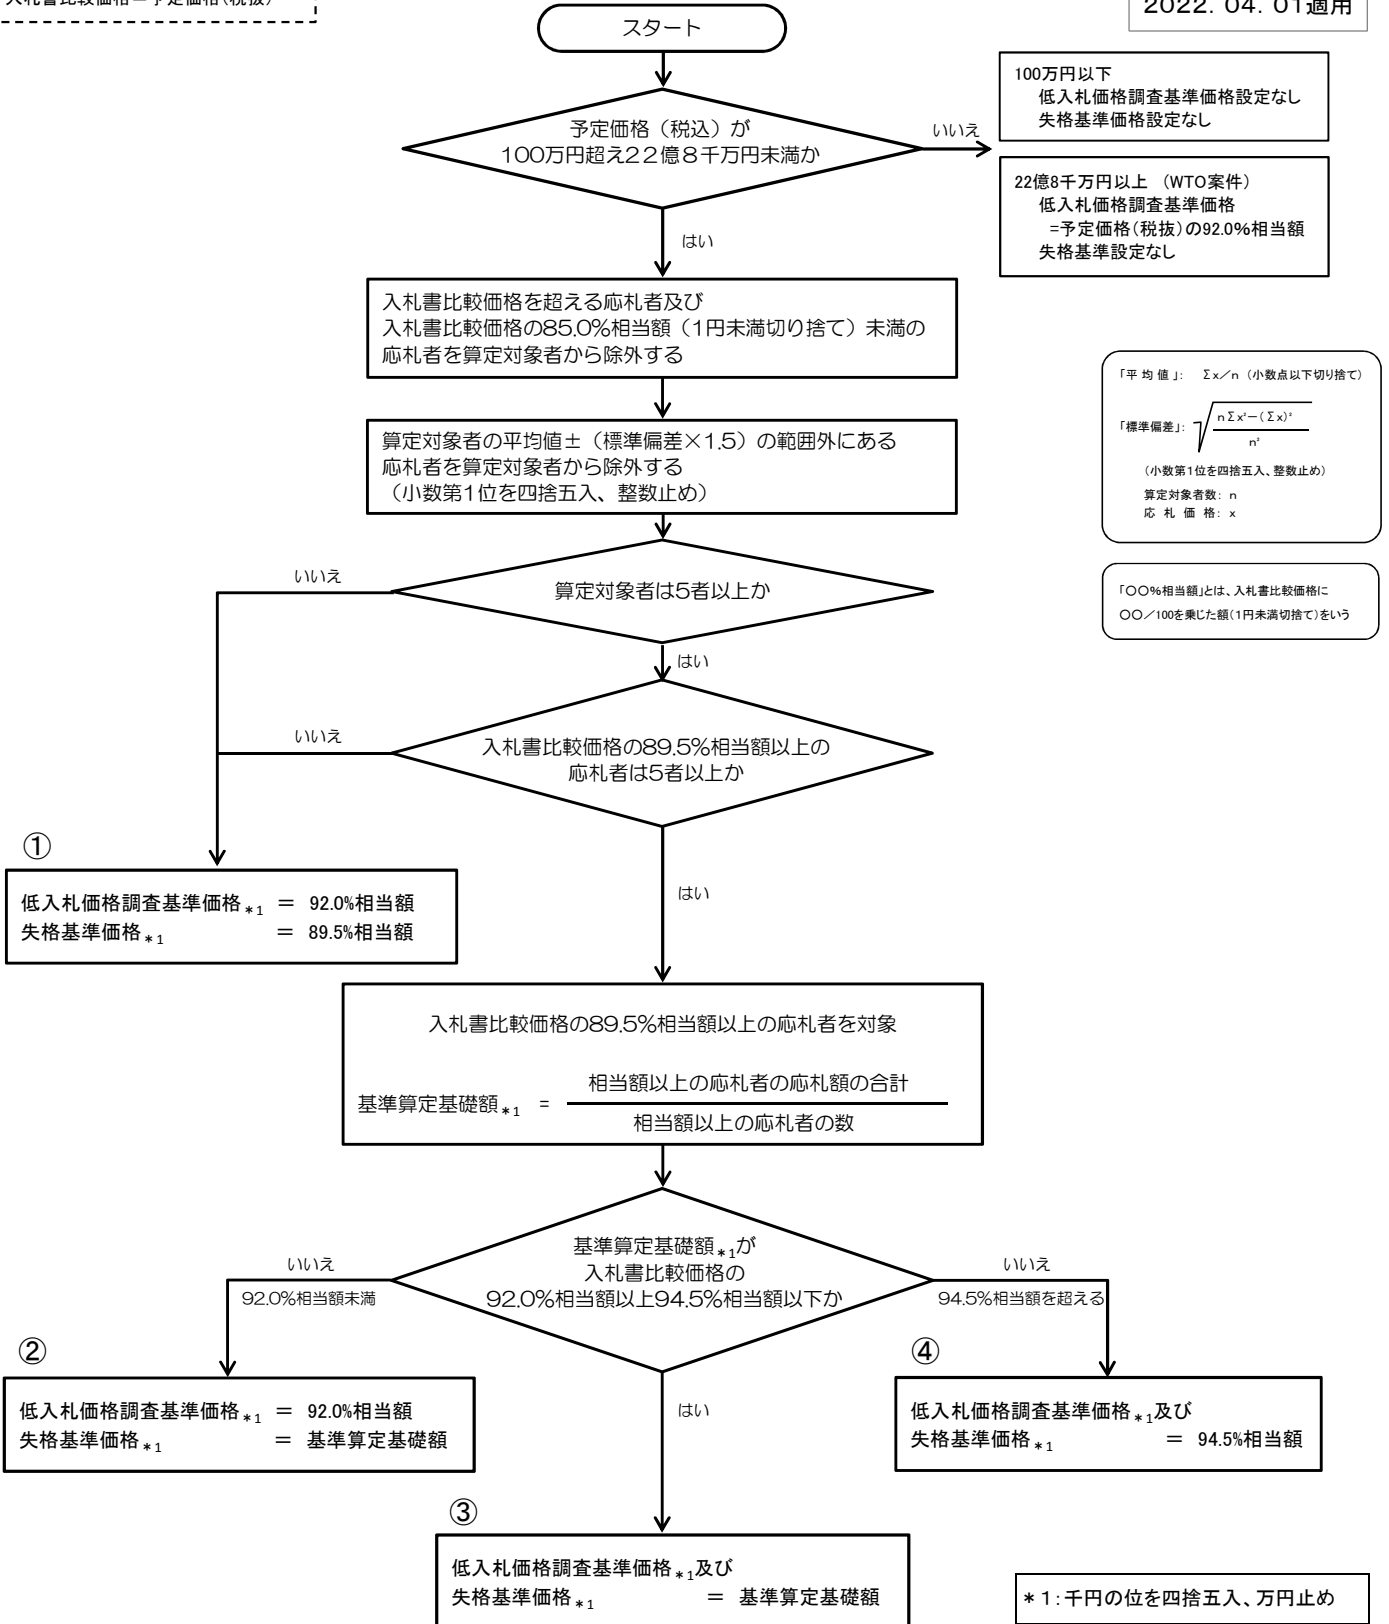 入札書比較価格＝予定価格(税抜)
2022. 04. 01適用
スタート
予定価格（税込）が
100万円超え22億8千万円未満か
いいえ
100万円以下
低入札価格調査基準価格設定なし
失格基準価格設定なし
22億8千万円以上 （WTO案件）
低入札価格調査基準価格
=予定価格(税抜)の92.0%相当額
失格基準設定なし
はい
入札書比較価格を超える応札者及び
入札書比較価格の85.0%相当額（1円未満切り捨て）未満の
応札者を算定対象者から除外する
「平 均 値 」: Σx／n （小数点以下切り捨て）
「標準偏差」: √ nΣx²－(Σx)²
n²
（小数第1位を四捨五入、整数止め）
算定対象者数: n
応 札 価 格: x
算定対象者の平均値±（標準偏差×1.5）の範囲外にある
応札者を算定対象者から除外する
（小数第1位を四捨五入、整数止め）
いいえ
算定対象者は5者以上か
「○○%相当額」とは、入札書比較価格に
○○／100を乗じた額(1円未満切捨て)をいう
はい
いいえ
入札書比較価格の89.5%相当額以上の
応札者は5者以上か
①
低入札価格調査基準価格*1 ＝ 92.0%相当額
失格基準価格*1 ＝ 89.5%相当額
はい
入札書比較価格の89.5%相当額以上の応札者を対象
相当額以上の応札者の応札額の合計
基準算定基礎額*1 =
相当額以上の応札者の数
基準算定基礎額*1が
入札書比較価格の
92.0%相当額以上94.5%相当額以下か
いいえ
92.0%相当額未満
いいえ
94.5%相当額を超える
②
低入札価格調査基準価格*1 ＝ 92.0%相当額
失格基準価格*1 ＝ 基準算定基礎額
はい
④
低入札価格調査基準価格*1及び
失格基準価格*1 ＝ 94.5%相当額
③
低入札価格調査基準価格*1及び
失格基準価格*1 ＝ 基準算定基礎額
＊1:千円の位を四捨五入、万円止め